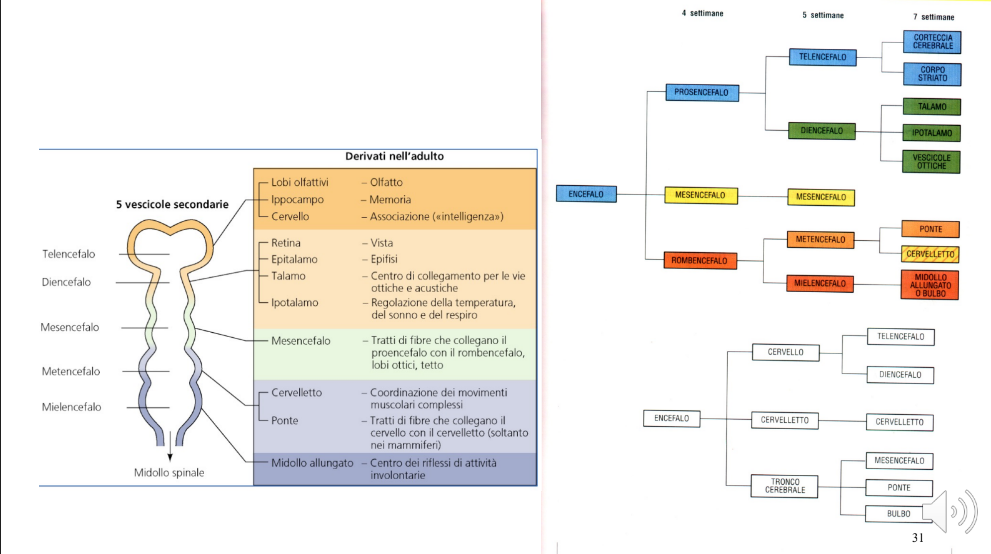 Derivati nell'adulto
5 vescicole secondarie
Telencefalo
Diencefalo
Mesencefalo
Metencefalo
Mielencefalo
Midollo spinale
Lobi olfattivi – Olfatto
Ippocampo – Memoria
Cervello – Associazione («intelligenza»)
Retina – Vista
Epitalamo – Epifisi
Talamo – Centro di collegamento per le vie
ottiche e acustiche
Ipotalamo – Regolazione della temperatura,
del sonno e del respiro
Mesencefalo – Tratti di fibre che collegano il
proencefalo con il rombencefalo,
lobi ottici, tetto
Cervelletto – Coordinazione dei movimenti
muscolari complessi
Ponte – Tratti di fibre che collegano il
cervello con il cervelletto (soltanto
nei mammiferi)
Midollo allungato – Centro dei riflessi di attività
involontarie
4 settimane 5 settimane 7 settimane
ENCEFALO
PROSENCEFALO
MESENCEFALO
ROMBENCEFALO
TELENCEFALO
DIENCEFALO
MESENCEFALO
METENCEFALO
MIELENCEFALO
CORTECCIA
CEREBRALE
CORPO
STRIATO
TALAMO
IPOTALAMO
VESCICOLE
OTTICHE
PONTE
CERVELLETTO
MIDOLLO
ALLUNGATO
O BULBO
ENCEFALO
CERVELLO
CERVELLETTO
TRONCO
CEREBRALE
TELENCEFALO
DIENCEFALO
CERVELLETTO
MESENCEFALO
PONTE
BULBO
31